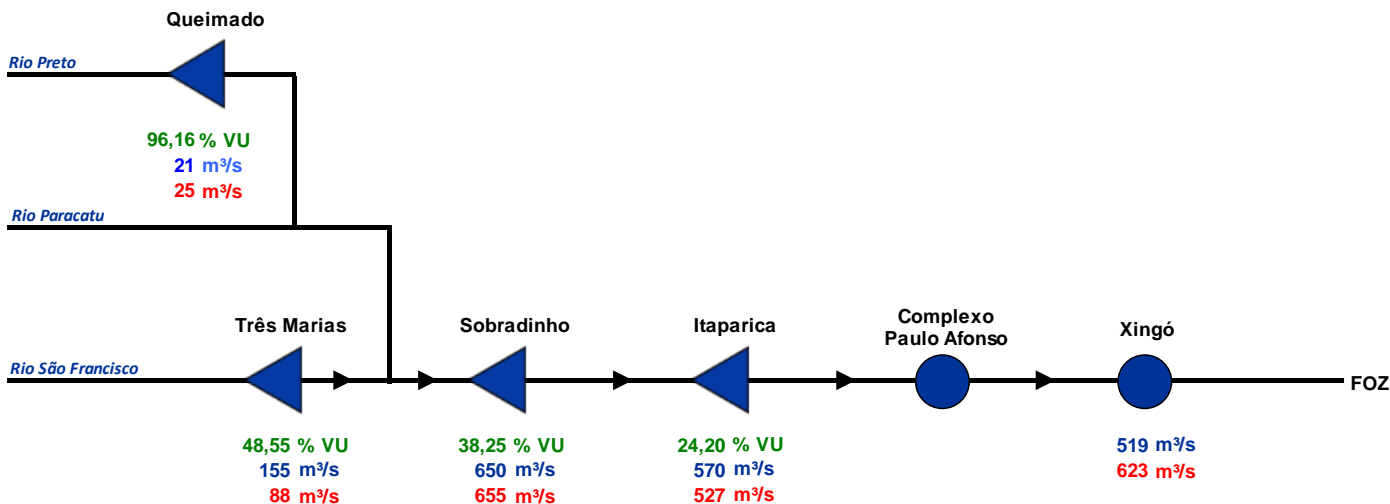 Queimado
Rio Preto
96,16 % VU
21 m³/s
25 m³/s
Rio Paracatu
Três Marias
Sobradinho
Itaparica
Complexo
Paulo Afonso
Xingó
Rio São Francisco
FOZ
48,55 % VU
155 m³/s
88 m³/s
38,25 % VU
650 m³/s
655 m³/s
24,20 % VU
570 m³/s
527 m³/s
519 m³/s
623 m³/s